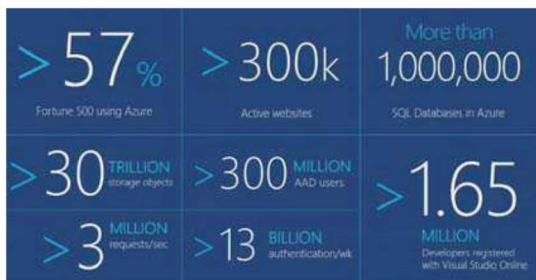 > 57%
Fortune 500 using Azure
> 300k
Active websites
More than
1,000,000
SQL Databases in Azure
> 30 TRILLION
storage objects
> 300 MILLION
AAD users
> 1.65
MILLION
Developers registered
with Visual Studio Online
> 3 MILLION
requests/sec
> 13 BILLION
authentication/wk